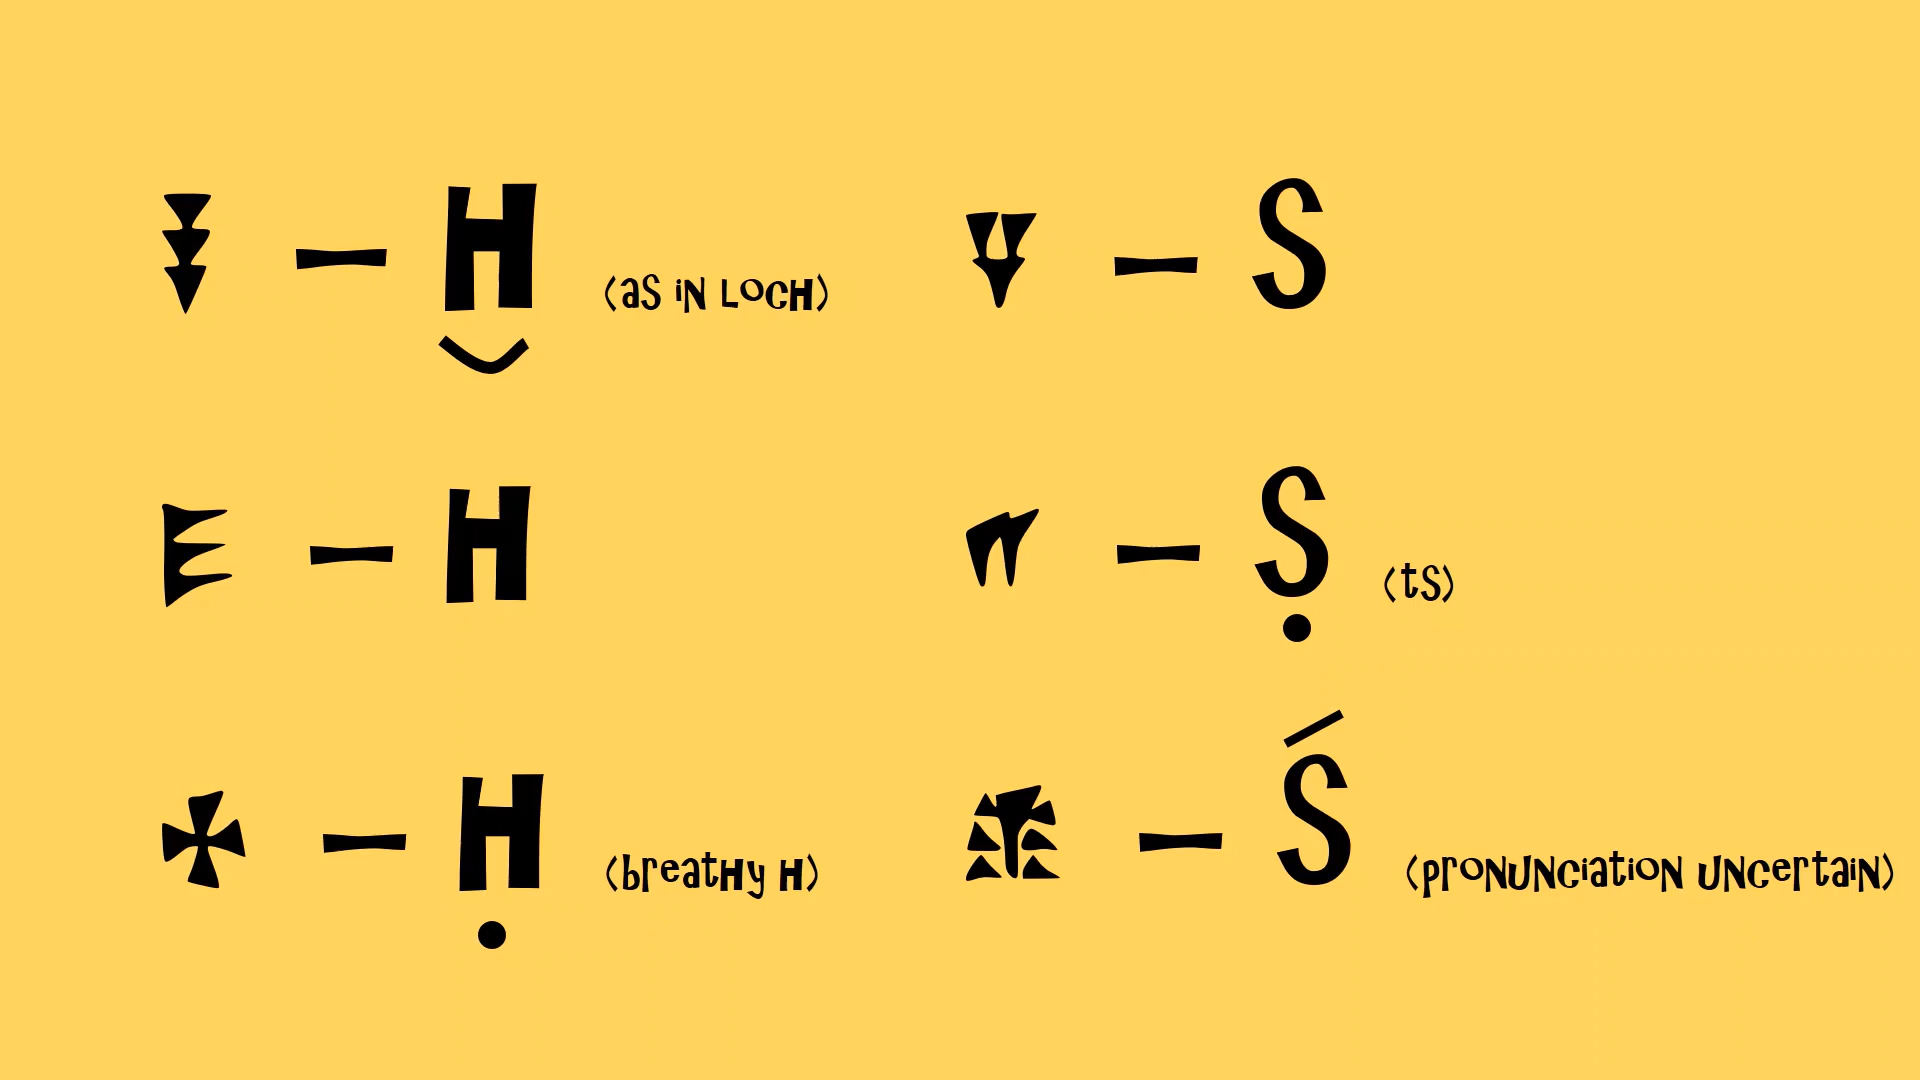 𐎃 – Ḫ (as in Loch)
𐎅 – H
𐎈 – Ḥ (breathy H)
𐎒 – S
𐎕 – Ṣ (ts)
𐎝 – Ś (pronunciation uncertain)